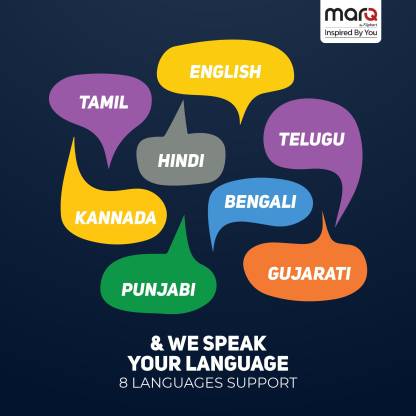 marQ
by Flipkart
Inspired By You
ENGLISH
TAMIL
TELUGU
HINDI
BENGALI
KANNADA
GUJARATI
PUNJABI
& WE SPEAK
YOUR LANGUAGE
8 LANGUAGES SUPPORT